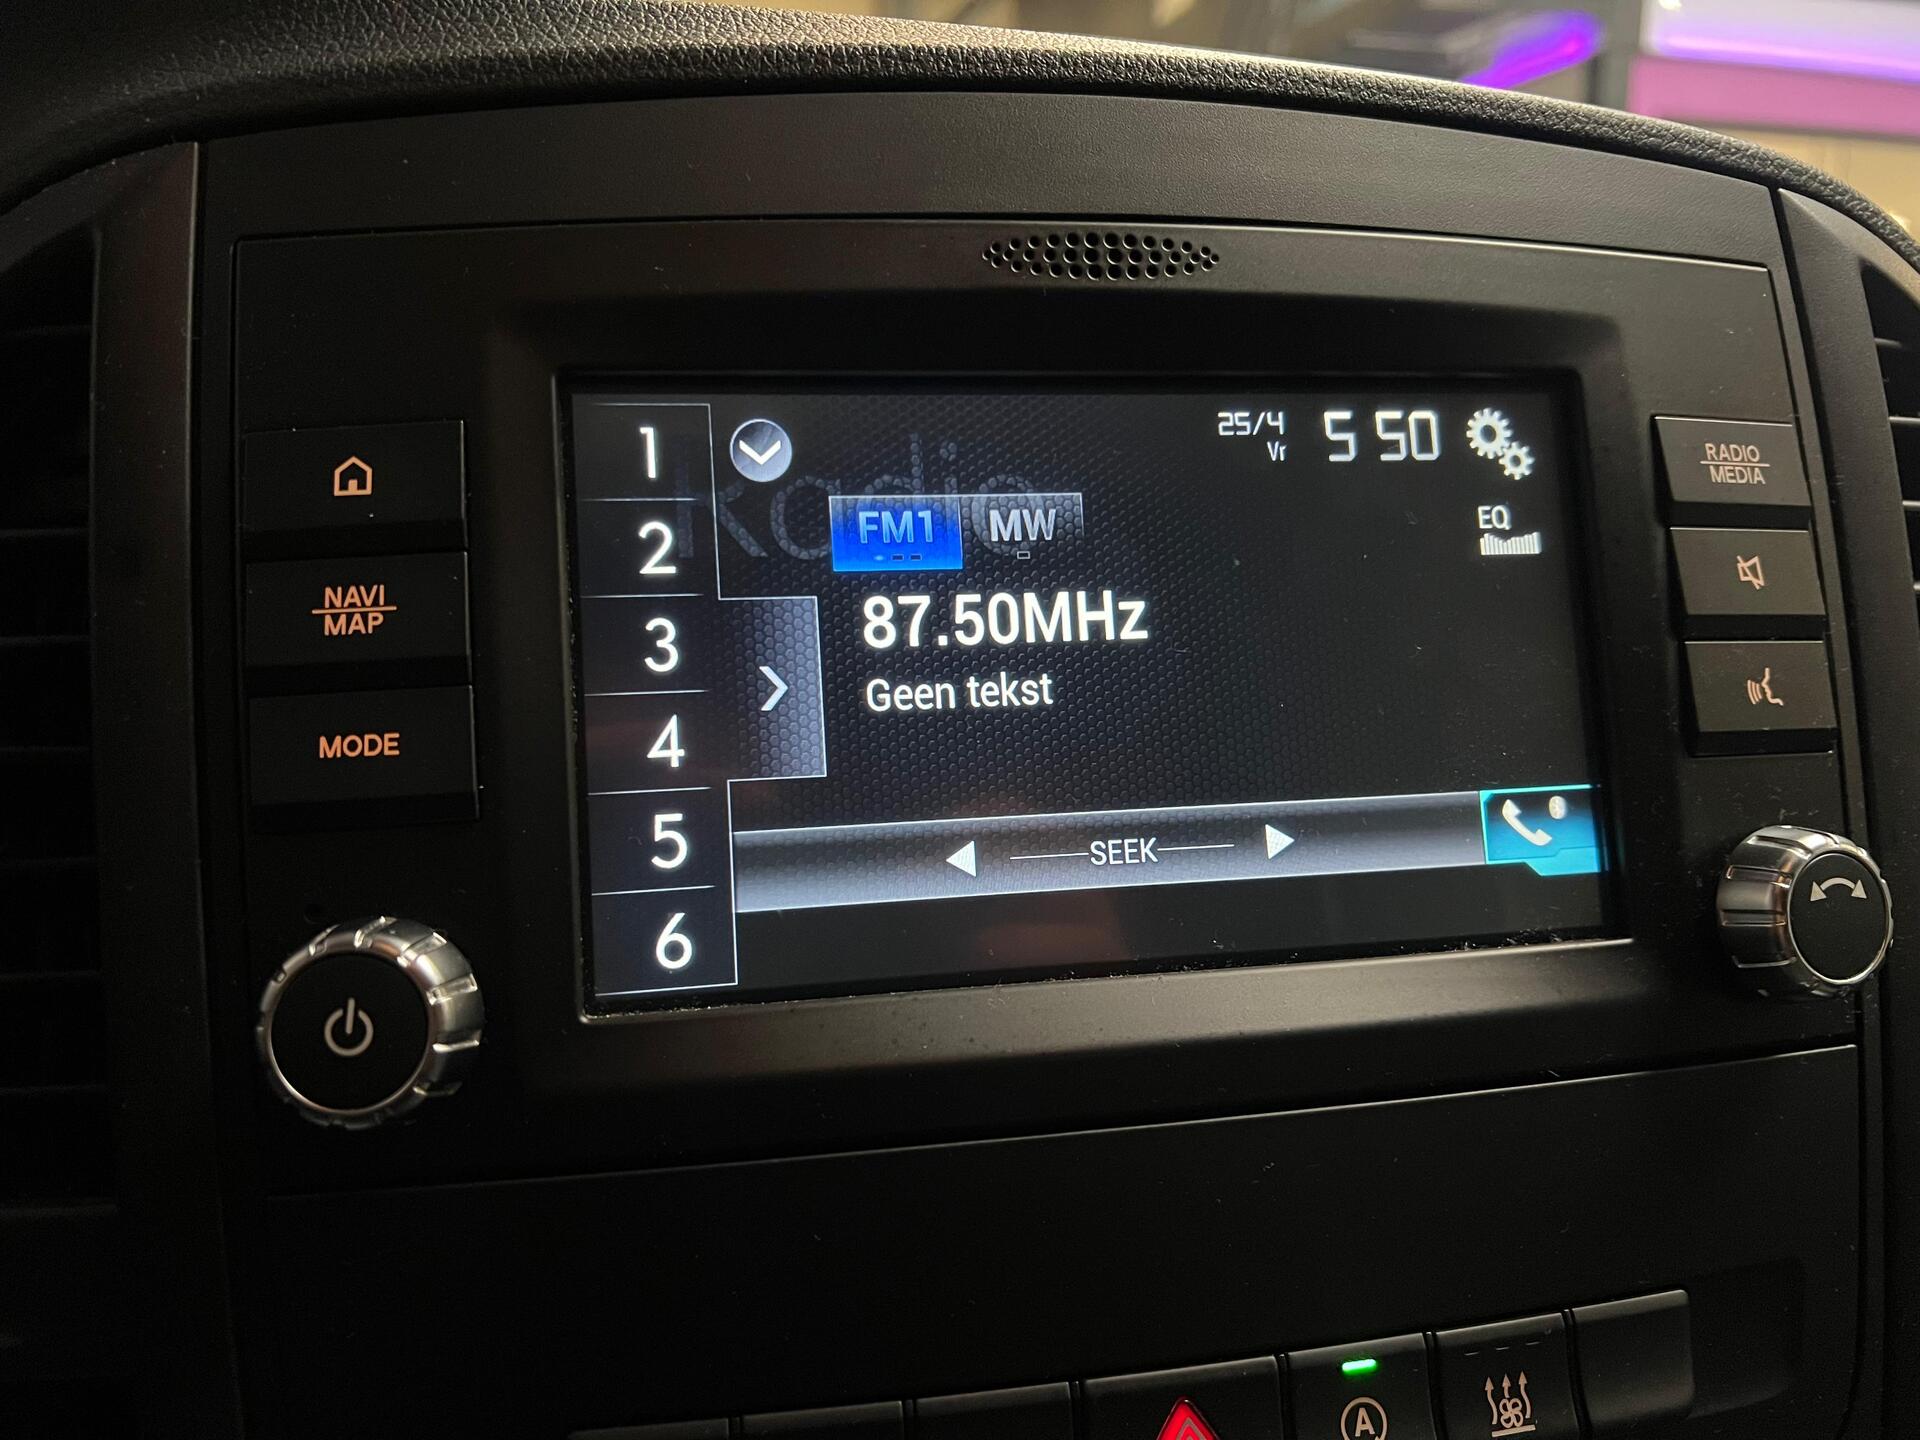 1
2
3
4
5
6
Radio
25/4
Vr
5 50
FM1
MW
EQ
87.50MHz
Geen tekst
SEEK
NAVI
MAP
MODE
RADIO
MEDIA
A